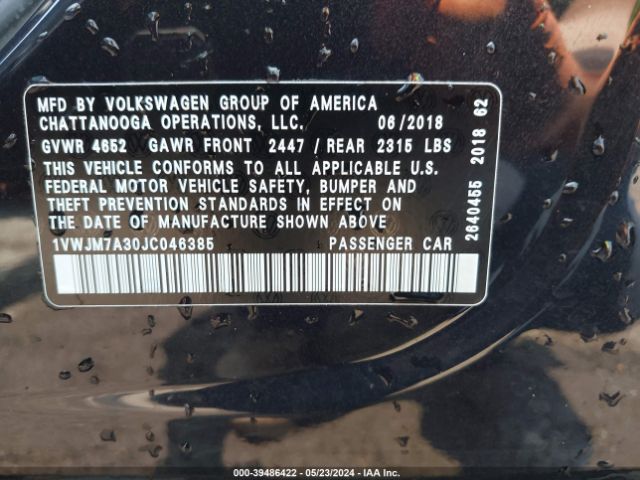 MFD BY VOLKSWAGEN GROUP OF AMERICA
CHATTANOOGA OPERATIONS, LLC. 06/2018
GVWR 4652 GAWR FRONT 2447 / REAR 2315 LBS
THIS VEHICLE CONFORMS TO ALL APPLICABLE U.S.
FEDERAL MOTOR VEHICLE SAFETY, BUMPER AND
THEFT PREVENTION STANDARDS IN EFFECT ON
THE DATE OF MANUFACTURE SHOWN ABOVE
1VWJM7A30JC046385 PASSENGER CAR
2640455 2018 62
000-39486422 - 05/23/2024 - IAA Inc.